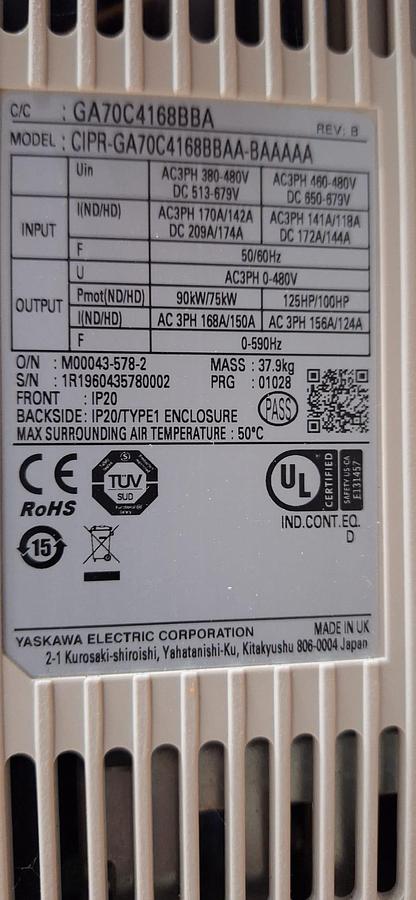 C/C : GA70C4168BBA
REV: B
MODEL : CIPR-GA70C4168BBAA-BAAAAA
INPUT Uin AC3PH 380-480V AC3PH 460-480V
DC 513-679V DC 650-679V
I(ND/HD) AC3PH 170A/142A AC3PH 141A/118A
DC 209A/174A DC 172A/144A
F 50/60Hz
OUTPUT U AC3PH 0-480V
Pmot(ND/HD) 90kW/75kW 125HP/100HP
I(ND/HD) AC 3PH 168A/150A AC 3PH 156A/124A
F 0-590Hz
O/N : M00043-578-2 MASS : 37.9kg
S/N : 1R1960435780002 PRG : 01028
FRONT : IP20
PASS
BACKSIDE: IP20/TYPE1 ENCLOSURE
MAX SURROUNDING AIR TEMPERATURE : 50°C
CE
RoHS
TÜV
SUD
UL CERTIFIED
SAFETY US-CA
E131457
IND.CONT.EQ.
D
15
YASKAWA ELECTRIC CORPORATION MADE IN UK
2-1 Kurosaki-shiroishi, Yahatanishi-Ku, Kitakyushu 806-0004 Japan